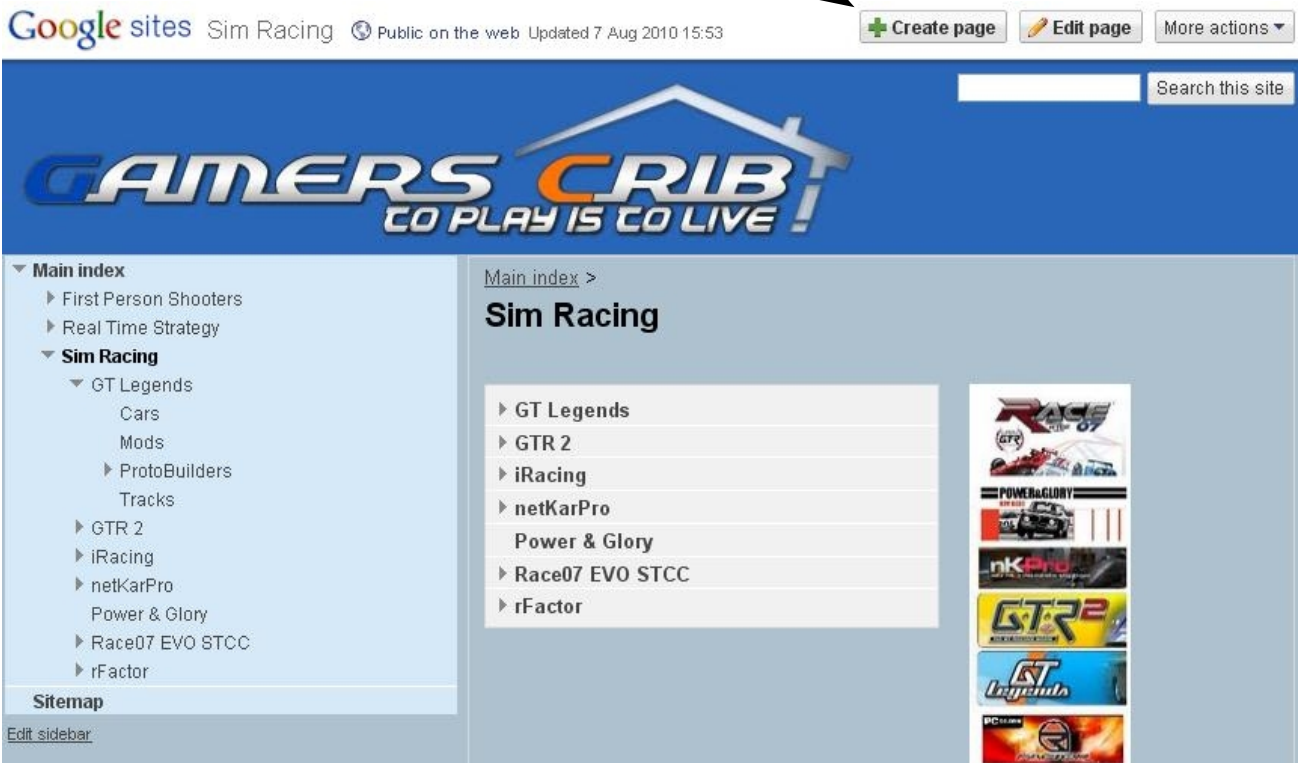 Google sites Sim Racing Public on the web Updated 7 Aug 2010 15:53 Create page Edit page More actions
Search this site
GAMERS CRIB
TO PLAY IS TO LIVE
Main index
First Person Shooters
Real Time Strategy
Sim Racing
GT Legends
Cars
Mods
ProtoBuilders
Tracks
GTR 2
iRacing
netKarPro
Power & Glory
Race07 EVO STCC
rFactor
Sitemap
Edit sidebar
Main index >
Sim Racing
GT Legends
GTR 2
iRacing
netKarPro
Power & Glory
Race07 EVO STCC
rFactor
RACE
07
GTR
POWER&GLORY
nKPro
GTR2
GT
Legends
PC